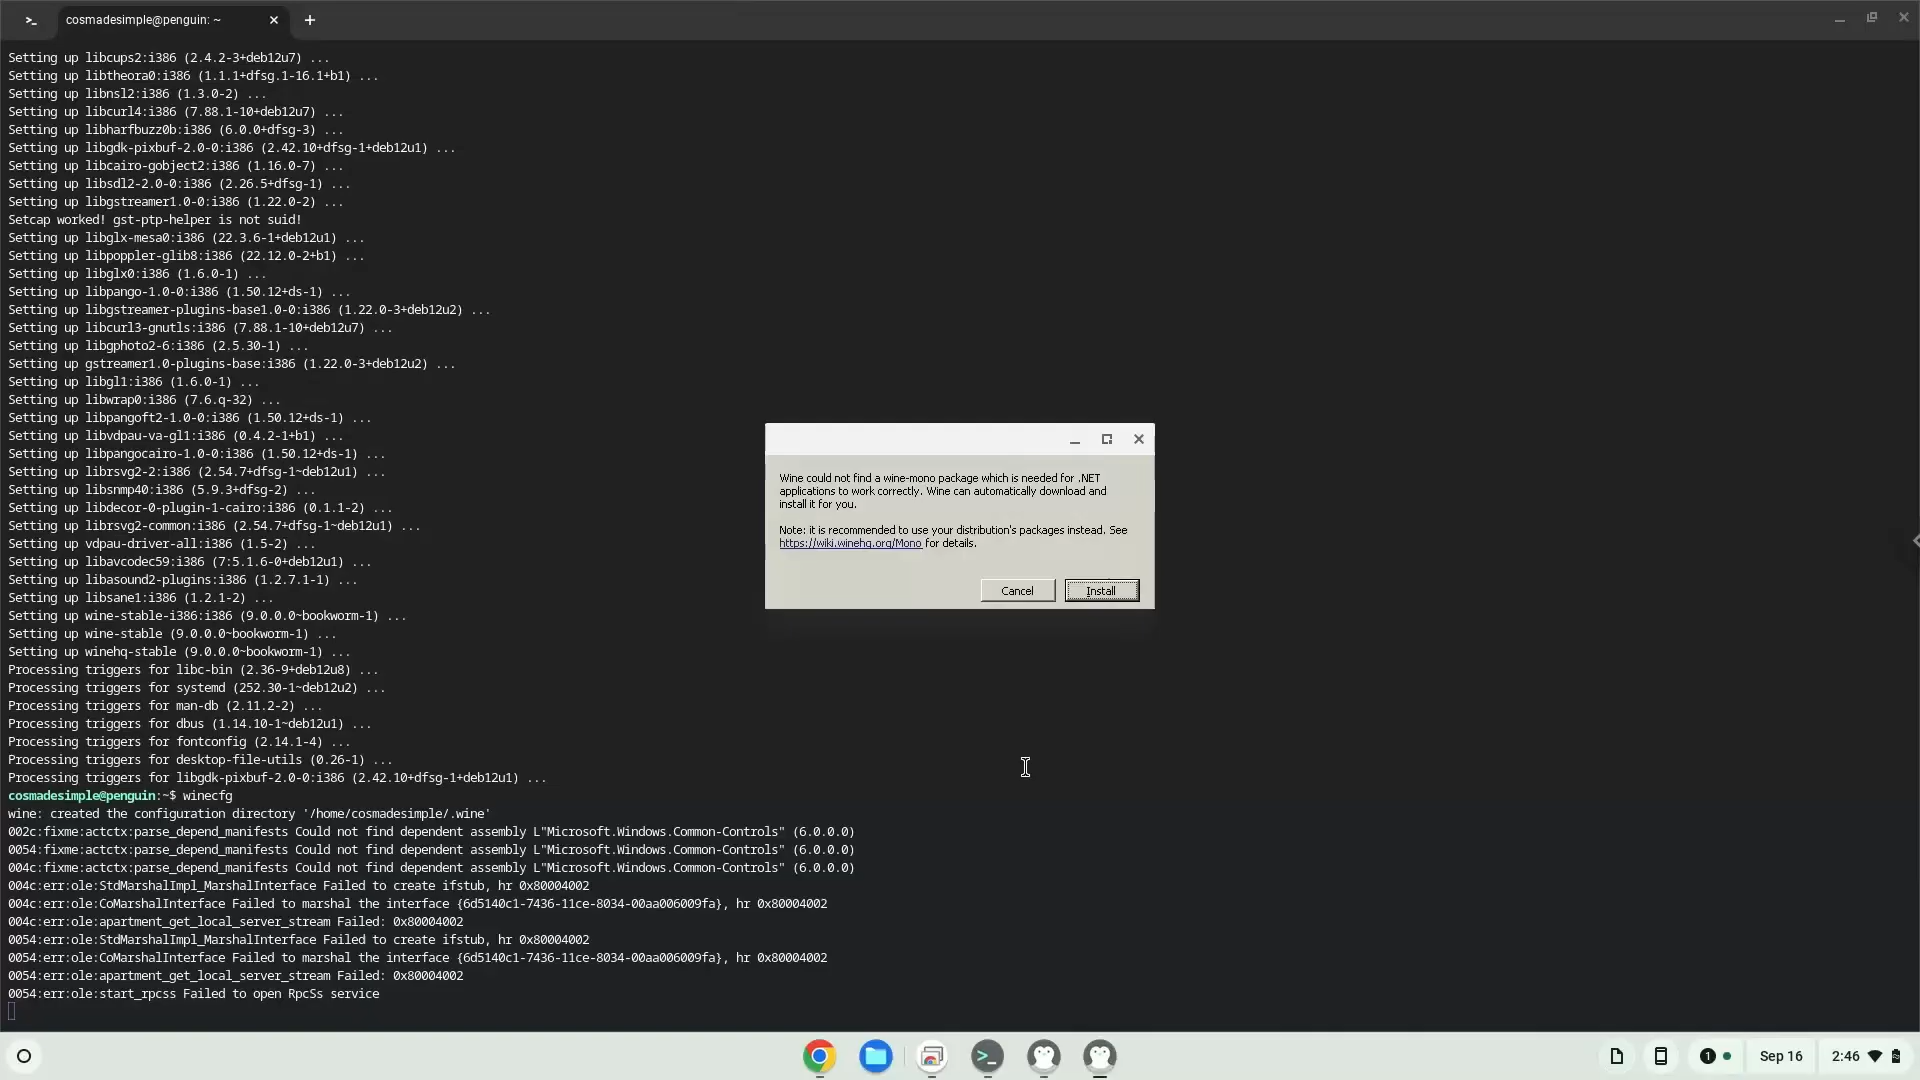 cosmadesimple@penguin: ~
Setting up libcups2:i386 (2.4.2-3+deb12u7) ...
Setting up libtheora0:i386 (1.1.1+dfsg.1-16.1+b1) ...
Setting up libnsl2:i386 (1.3.0-2) ...
Setting up libcurl4:i386 (7.88.1-10+deb12u7) ...
Setting up libharfbuzz0b:i386 (6.0.0+dfsg-3) ...
Setting up libgdk-pixbuf-2.0-0:i386 (2.42.10+dfsg-1+deb12u1) ...
Setting up libcairo-gobject2:i386 (1.16.0-7) ...
Setting up libsdl2-2.0-0:i386 (2.26.5+dfsg-1) ...
Setting up libgstreamer1.0-0:i386 (1.22.0-2) ...
Setcap worked! gst-ptp-helper is not suid!
Setting up libglx-mesa0:i386 (22.3.6-1+deb12u1) ...
Setting up libpoppler-glib8:i386 (22.12.0-2+b1) ...
Setting up libglx0:i386 (1.6.0-1) ...
Setting up libpango-1.0-0:i386 (1.50.12+ds-1) ...
Setting up libgstreamer-plugins-base1.0-0:i386 (1.22.0-3+deb12u2) ...
Setting up libcurl3-gnutls:i386 (7.88.1-10+deb12u7) ...
Setting up libgphoto2-6:i386 (2.5.30-1) ...
Setting up gstreamer1.0-plugins-base:i386 (1.22.0-3+deb12u2) ...
Setting up libgl1:i386 (1.6.0-1) ...
Setting up libwrap0:i386 (7.6.q-32) ...
Setting up libpangoft2-1.0-0:i386 (1.50.12+ds-1) ...
Setting up libvdpau-va-gl1:i386 (0.4.2-1+b1) ...
Setting up libpangocairo-1.0-0:i386 (1.50.12+ds-1) ...
Setting up librsvg2-2:i386 (2.54.7+dfsg-1~deb12u1) ...
Setting up libsnmp40:i386 (5.9.3+dfsg-2) ...
Setting up libdecor-0-plugin-1-cairo:i386 (0.1.1-2) ...
Setting up librsvg2-common:i386 (2.54.7+dfsg-1~deb12u1) ...
Setting up vdpau-driver-all:i386 (1.5-2) ...
Setting up libavcodec59:i386 (7:5.1.6-0+deb12u1) ...
Setting up libasound2-plugins:i386 (1.2.7.1-1) ...
Setting up libsane1:i386 (1.2.1-2) ...
Setting up wine-stable-i386:i386 (9.0.0.0~bookworm-1) ...
Setting up wine-stable (9.0.0.0~bookworm-1) ...
Setting up winehq-stable (9.0.0.0~bookworm-1) ...
Processing triggers for libc-bin (2.36-9+deb12u8) ...
Processing triggers for systemd (252.30-1~deb12u2) ...
Processing triggers for man-db (2.11.2-2) ...
Processing triggers for dbus (1.14.10-1~deb12u1) ...
Processing triggers for fontconfig (2.14.1-4) ...
Processing triggers for desktop-file-utils (0.26-1) ...
Processing triggers for libgdk-pixbuf-2.0-0:i386 (2.42.10+dfsg-1+deb12u1) ...
cosmadesimple@penguin:~$ winecfg
wine: created the configuration directory '/home/cosmadesimple/.wine'
002c:fixme:actctx:parse_depend_manifests Could not find dependent assembly L"Microsoft.Windows.Common-Controls" (6.0.0.0)
0054:fixme:actctx:parse_depend_manifests Could not find dependent assembly L"Microsoft.Windows.Common-Controls" (6.0.0.0)
004c:fixme:actctx:parse_depend_manifests Could not find dependent assembly L"Microsoft.Windows.Common-Controls" (6.0.0.0)
004c:err:ole:StdMarshalImpl_MarshalInterface Failed to create ifstub, hr 0x80004002
004c:err:ole:CoMarshalInterface Failed to marshal the interface {6d5140c1-7436-11ce-8034-00aa006009fa}, hr 0x80004002
004c:err:ole:apartment_get_local_server_stream Failed: 0x80004002
0054:err:ole:StdMarshalImpl_MarshalInterface Failed to create ifstub, hr 0x80004002
0054:err:ole:CoMarshalInterface Failed to marshal the interface {6d5140c1-7436-11ce-8034-00aa006009fa}, hr 0x80004002
0054:err:ole:apartment_get_local_server_stream Failed: 0x80004002
0054:err:ole:start_rpcss Failed to open RpcSs service
Wine could not find a wine-mono package which is needed for .NET
applications to work correctly. Wine can automatically download and
install it for you.
Note: it is recommended to use your distribution's packages instead. See
https://wiki.winehq.org/Mono for details.
Cancel
Install
1
Sep 16
2:46